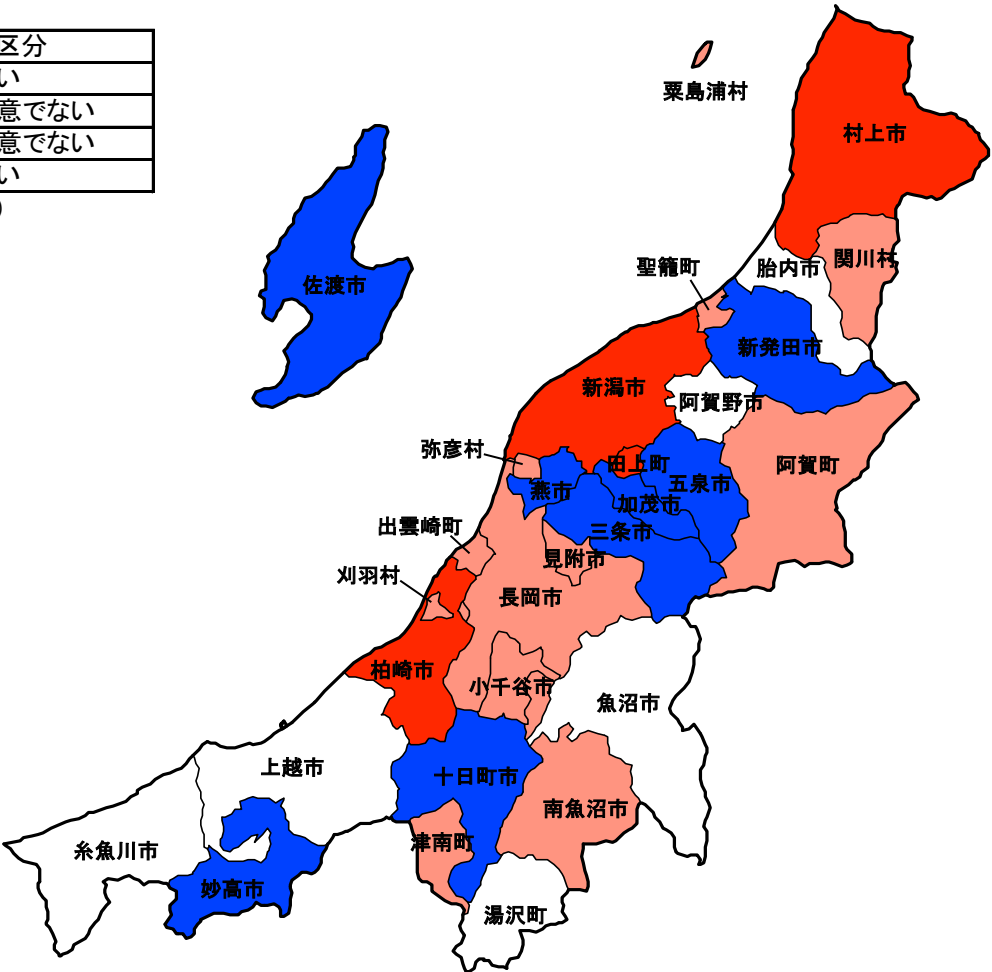 区分
い
意でない
意でない
い
)
粟島浦村
村上市
関川村
胎内市
聖籠町
佐渡市
新発田市
新潟市
阿賀野市
弥彦村
田上町
阿賀町
燕市
五泉市
加茂市
出雲崎町
三条市
見附市
刈羽村
長岡市
柏崎市
小千谷市
魚沼市
上越市
十日町市
南魚沼市
津南町
糸魚川市
妙高市
湯沢町